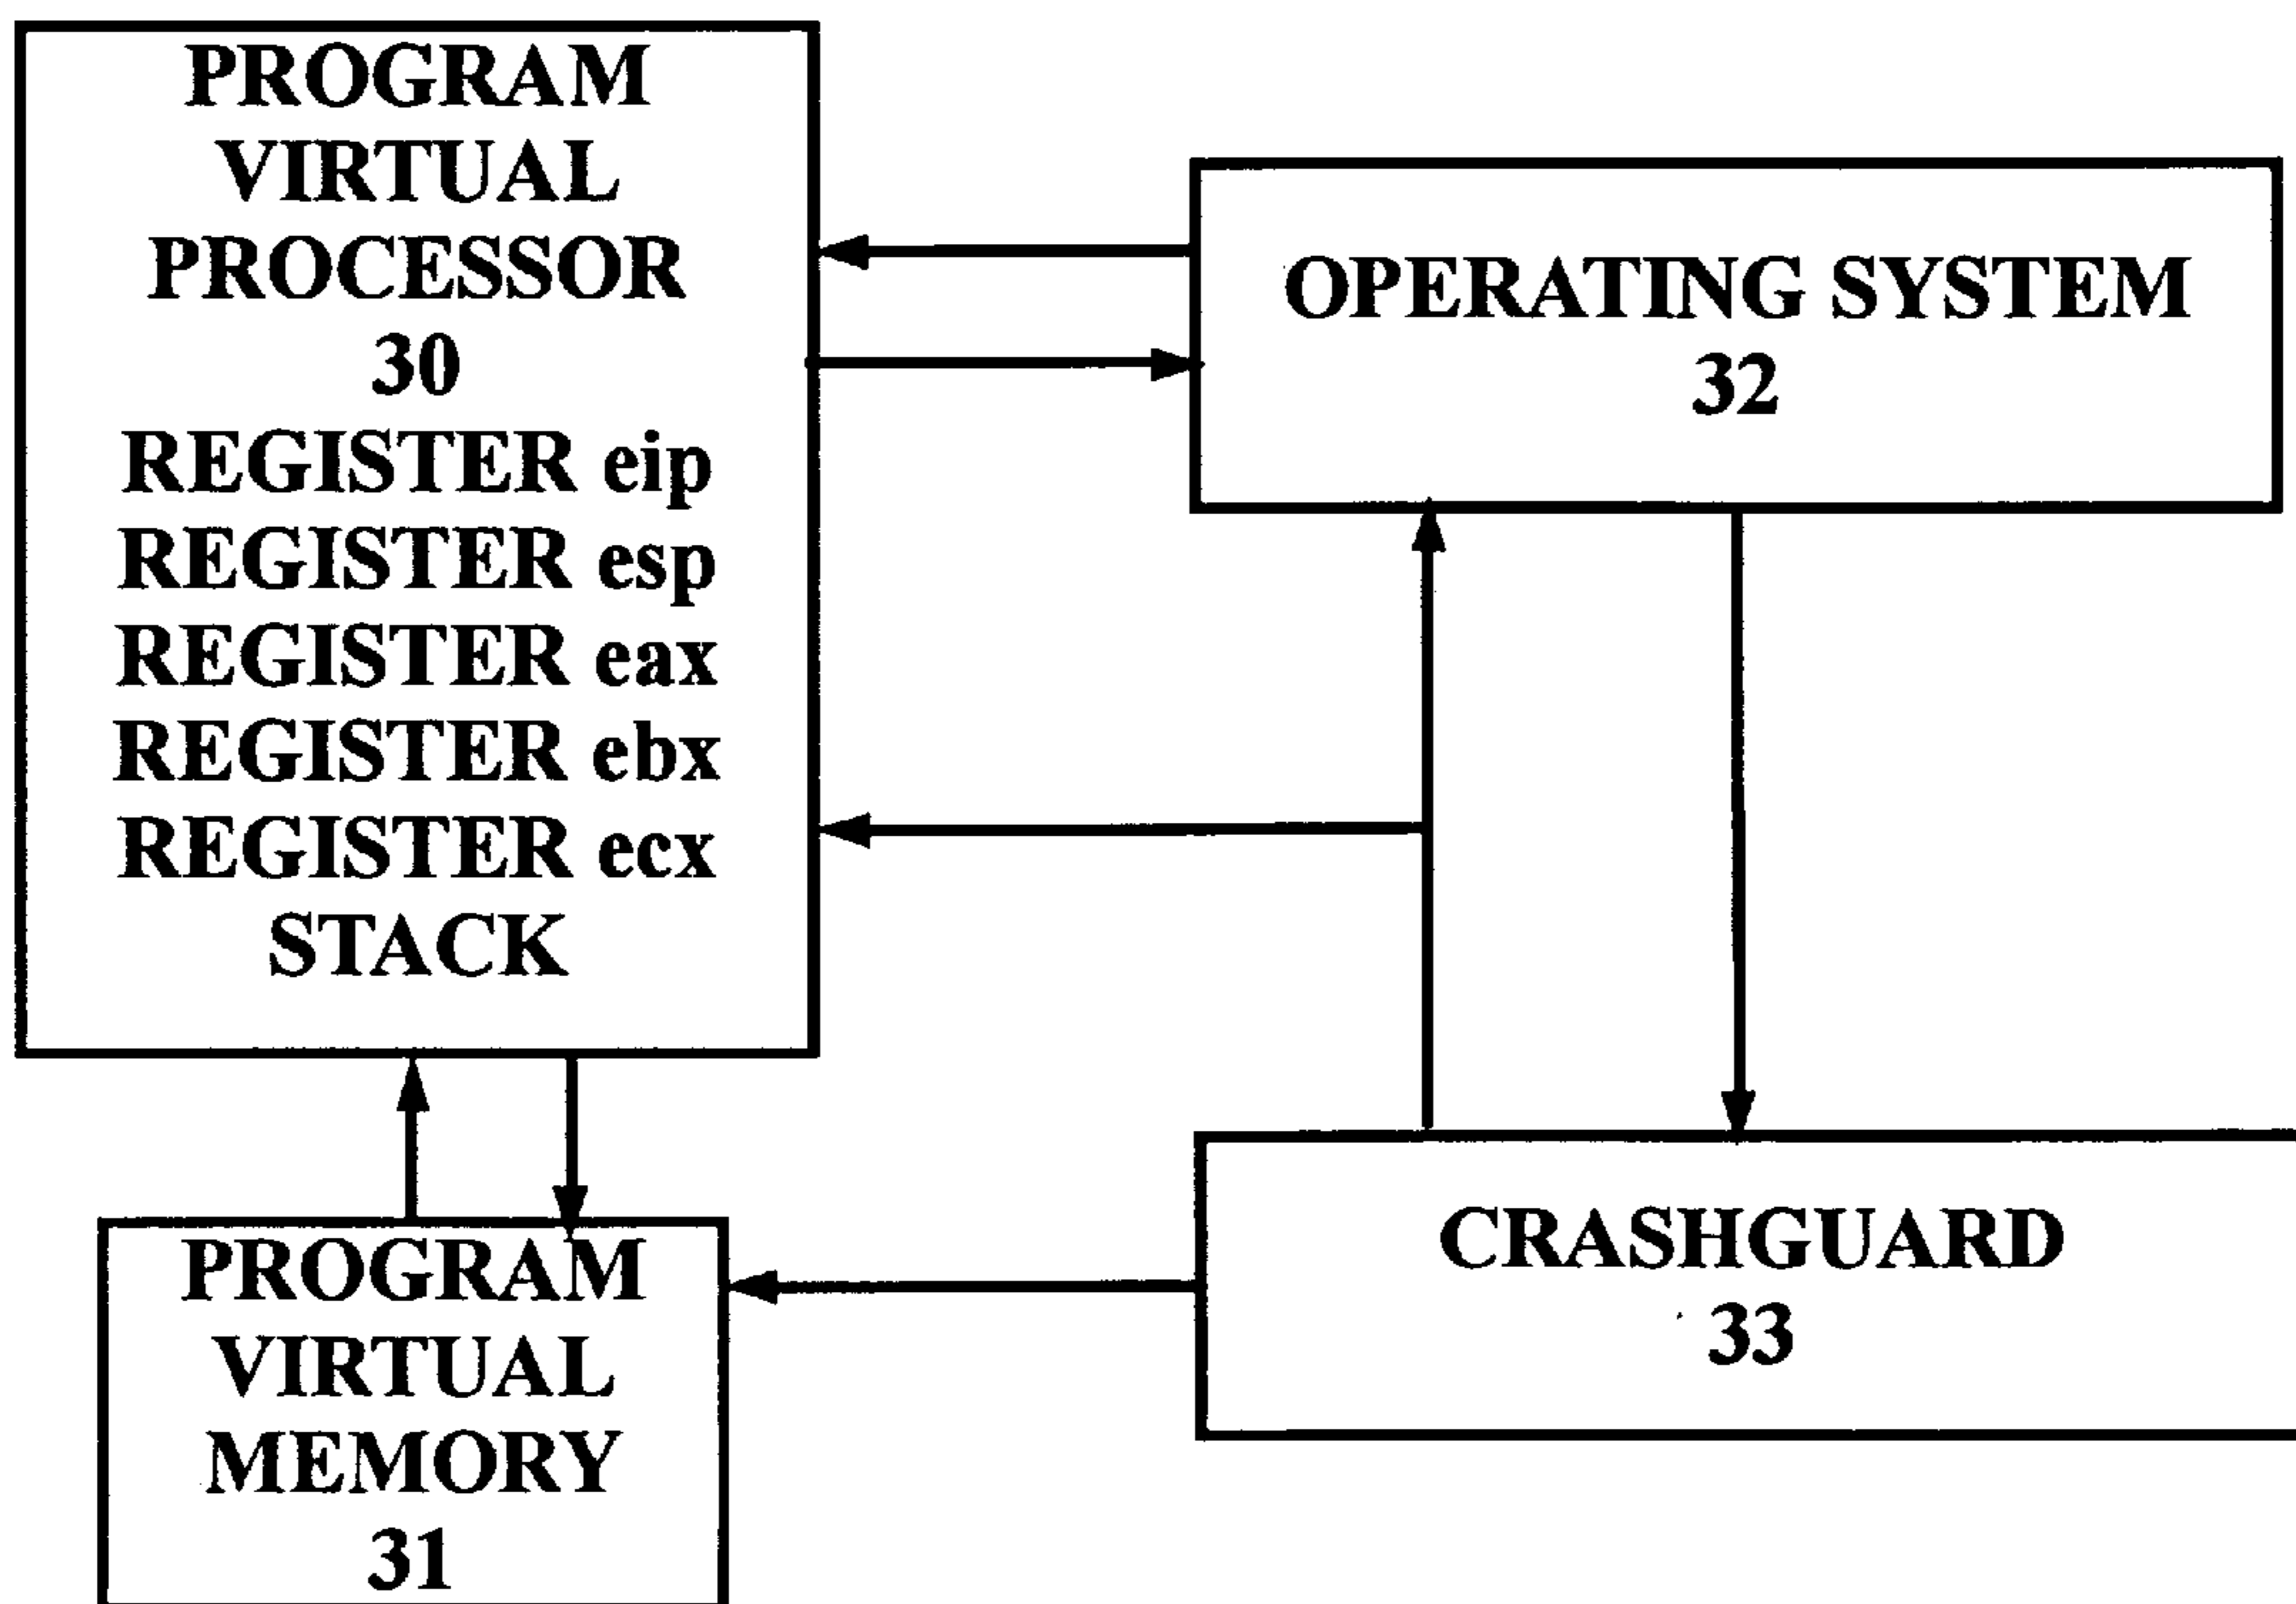 PROGRAM
VIRTUAL
PROCESSOR
30
REGISTER eip
REGISTER esp
REGISTER eax
REGISTER ebx
REGISTER ecx
STACK
OPERATING SYSTEM
32
PROGRAM
VIRTUAL
MEMORY
31
CRASHGUARD
33